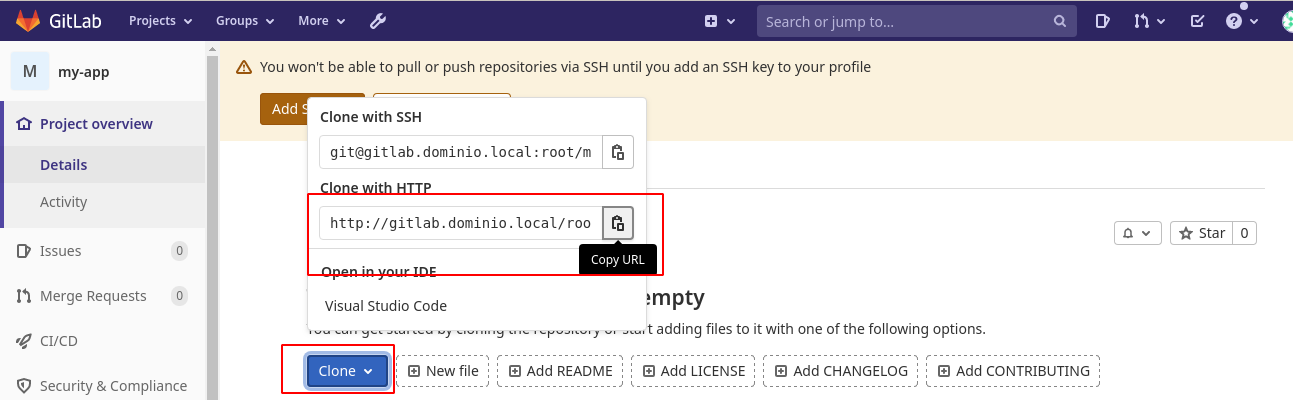 GitLab Projects Groups More Search or jump to...
M my-app
You won't be able to pull or push repositories via SSH until you add an SSH key to your profile
Add S
Project overview
Details
Activity
Issues 0
Merge Requests 0
CI/CD
Security & Compliance
Clone with SSH
git@gitlab.dominio.local:root/m
Clone with HTTP
http://gitlab.dominio.local/roo
Copy URL
Open in your IDE
Visual Studio Code
Star 0
empty
You can get started by cloning the repository or start adding files to it with one of the following options.
Clone New file Add README Add LICENSE Add CHANGELOG Add CONTRIBUTING